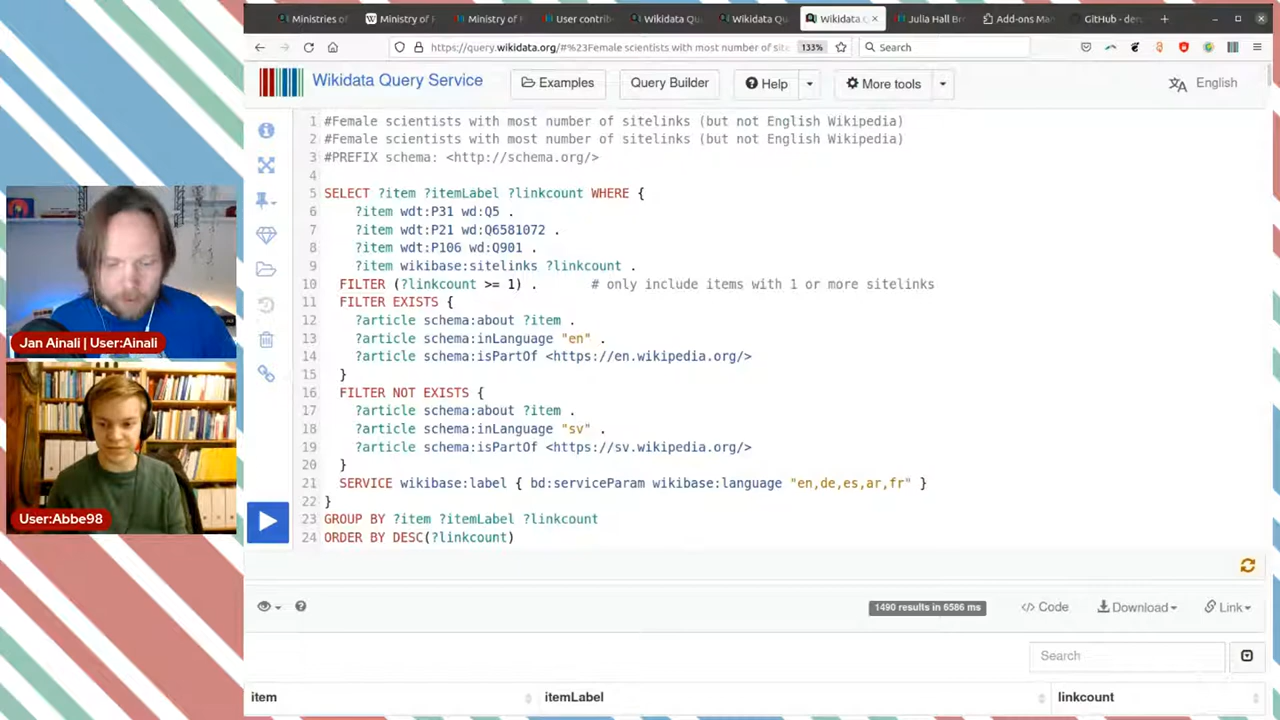 Ministries of
Ministry of
Ministry of
User contrib
Wikidata Qu
Wikidata Qu
Wikidata
Julia Hall Br
Add-ons Ma
GitHub - der
https://query.wikidata.org/#%23Female scientists with most number of site
133%
Search
Wikidata Query Service
Examples
Query Builder
Help
More tools
English
1 #Female scientists with most number of sitelinks (but not English Wikipedia)
2 #Female scientists with most number of sitelinks (but not English Wikipedia)
3 #PREFIX schema: <http://schema.org/>
4
5 SELECT ?item ?itemLabel ?linkcount WHERE {
6 ?item wdt:P31 wd:Q5 .
7 ?item wdt:P21 wd:Q6581072 .
8 ?item wdt:P106 wd:Q901 .
9 ?item wikibase:sitelinks ?linkcount .
10 FILTER (?linkcount >= 1) . # only include items with 1 or more sitelinks
11 FILTER EXISTS {
12 ?article schema:about ?item .
13 ?article schema:inLanguage "en" .
14 ?article schema:isPartOf <https://en.wikipedia.org/>
15 }
16 FILTER NOT EXISTS {
17 ?article schema:about ?item .
18 ?article schema:inLanguage "sv" .
19 ?article schema:isPartOf <https://sv.wikipedia.org/>
20 }
21 SERVICE wikibase:label { bd:serviceParam wikibase:language "en,de,es,ar,fr" }
22 }
23 GROUP BY ?item ?itemLabel ?linkcount
24 ORDER BY DESC(?linkcount)
Jan Ainali | User:Ainali
User:Abbe98
1490 results in 6586 ms
</> Code
Download
Link
Search
item
itemLabel
linkcount